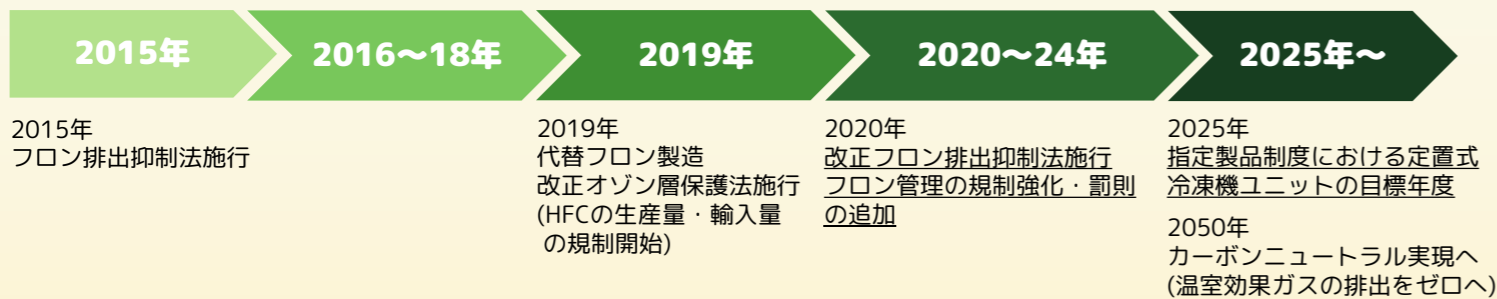 2015年
2016〜18年
2019年
2020〜24年
2025年〜
2015年
フロン排出抑制法施行
2019年
代替フロン製造
改正オゾン層保護法施行
(HFCの生産量・輸入量
の規制開始)
2020年
改正フロン排出抑制法施行
フロン管理の規制強化・罰則
の追加
2025年
指定製品制度における定置式
冷凍機ユニットの目標年度
2050年
カーボンニュートラル実現へ
(温室効果ガスの排出をゼロへ)